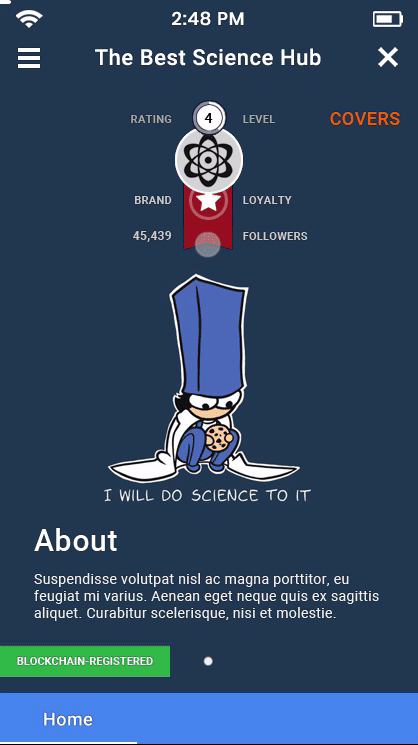 2:48 PM
The Best Science Hub
RATING 4 LEVEL
COVERS
BRAND LOYALTY
45,439 FOLLOWERS
I WILL DO SCIENCE TO IT
About
Suspendisse volutpat nisl ac magna porttitor, eu
feugiat mi varius. Aenean eget neque quis ex sagittis
aliquet. Curabitur scelerisque, nisi et molestie.
BLOCKCHAIN-REGISTERED
Home